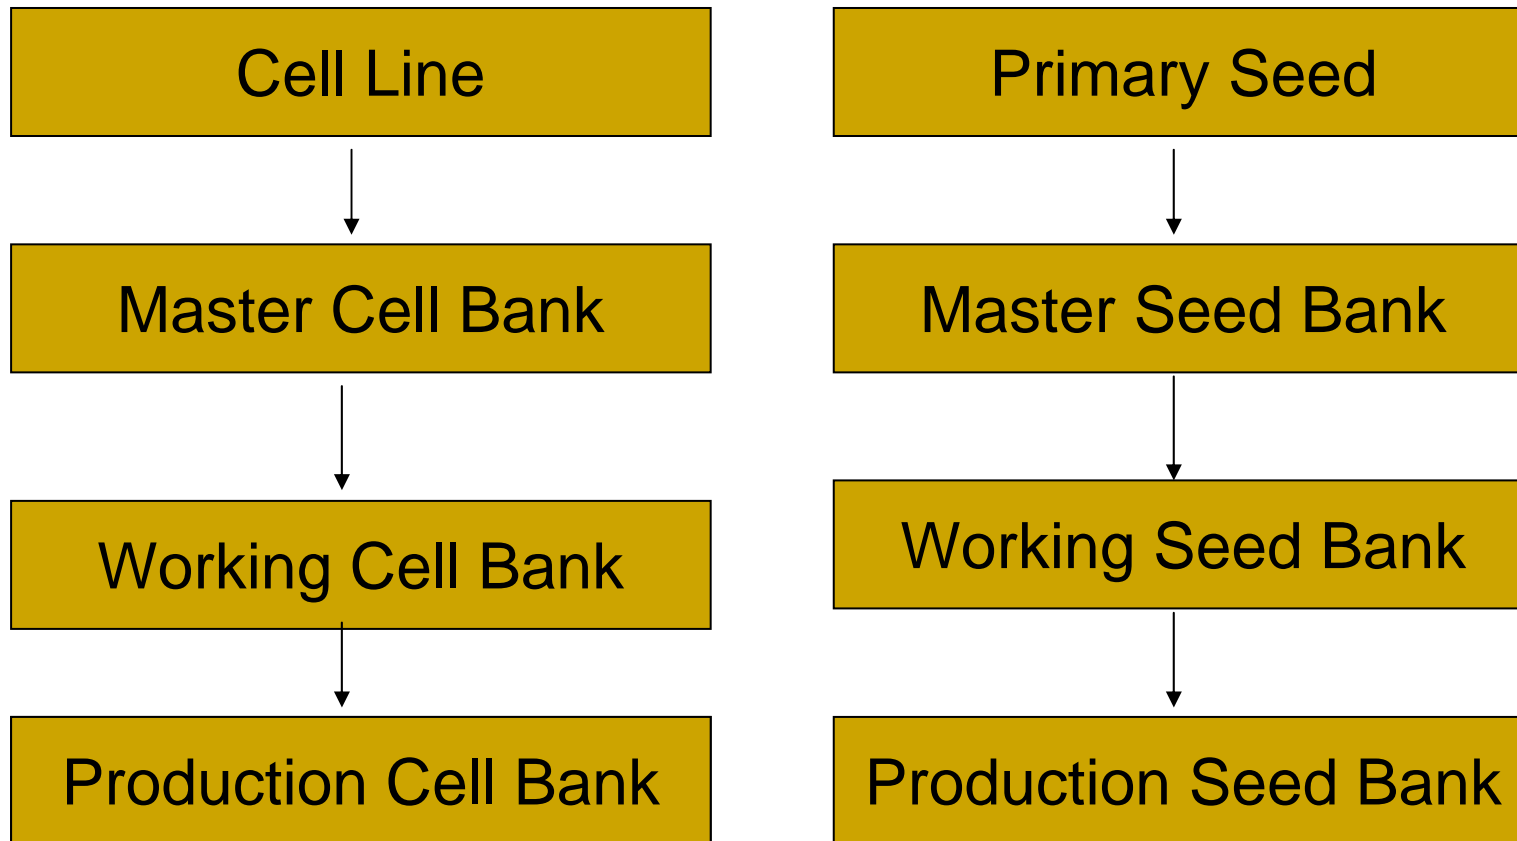 Cell Line
Primary Seed
Master Cell Bank
Master Seed Bank
Working Cell Bank
Working Seed Bank
Production Cell Bank
Production Seed Bank